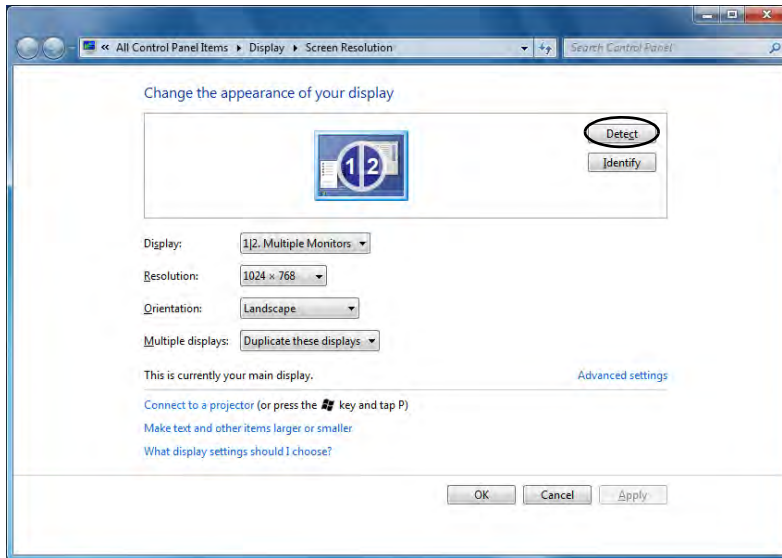 « All Control Panel Items ▸ Display ▸ Screen Resolution Search Control Panel
Change the appearance of your display
Detect
1|2
Identify
Display: 1|2. Multiple Monitors
Resolution: 1024 × 768
Orientation: Landscape
Multiple displays: Duplicate these displays
This is currently your main display. Advanced settings
Connect to a projector (or press the key and tap P)
Make text and other items larger or smaller
What display settings should I choose?
OK Cancel Apply